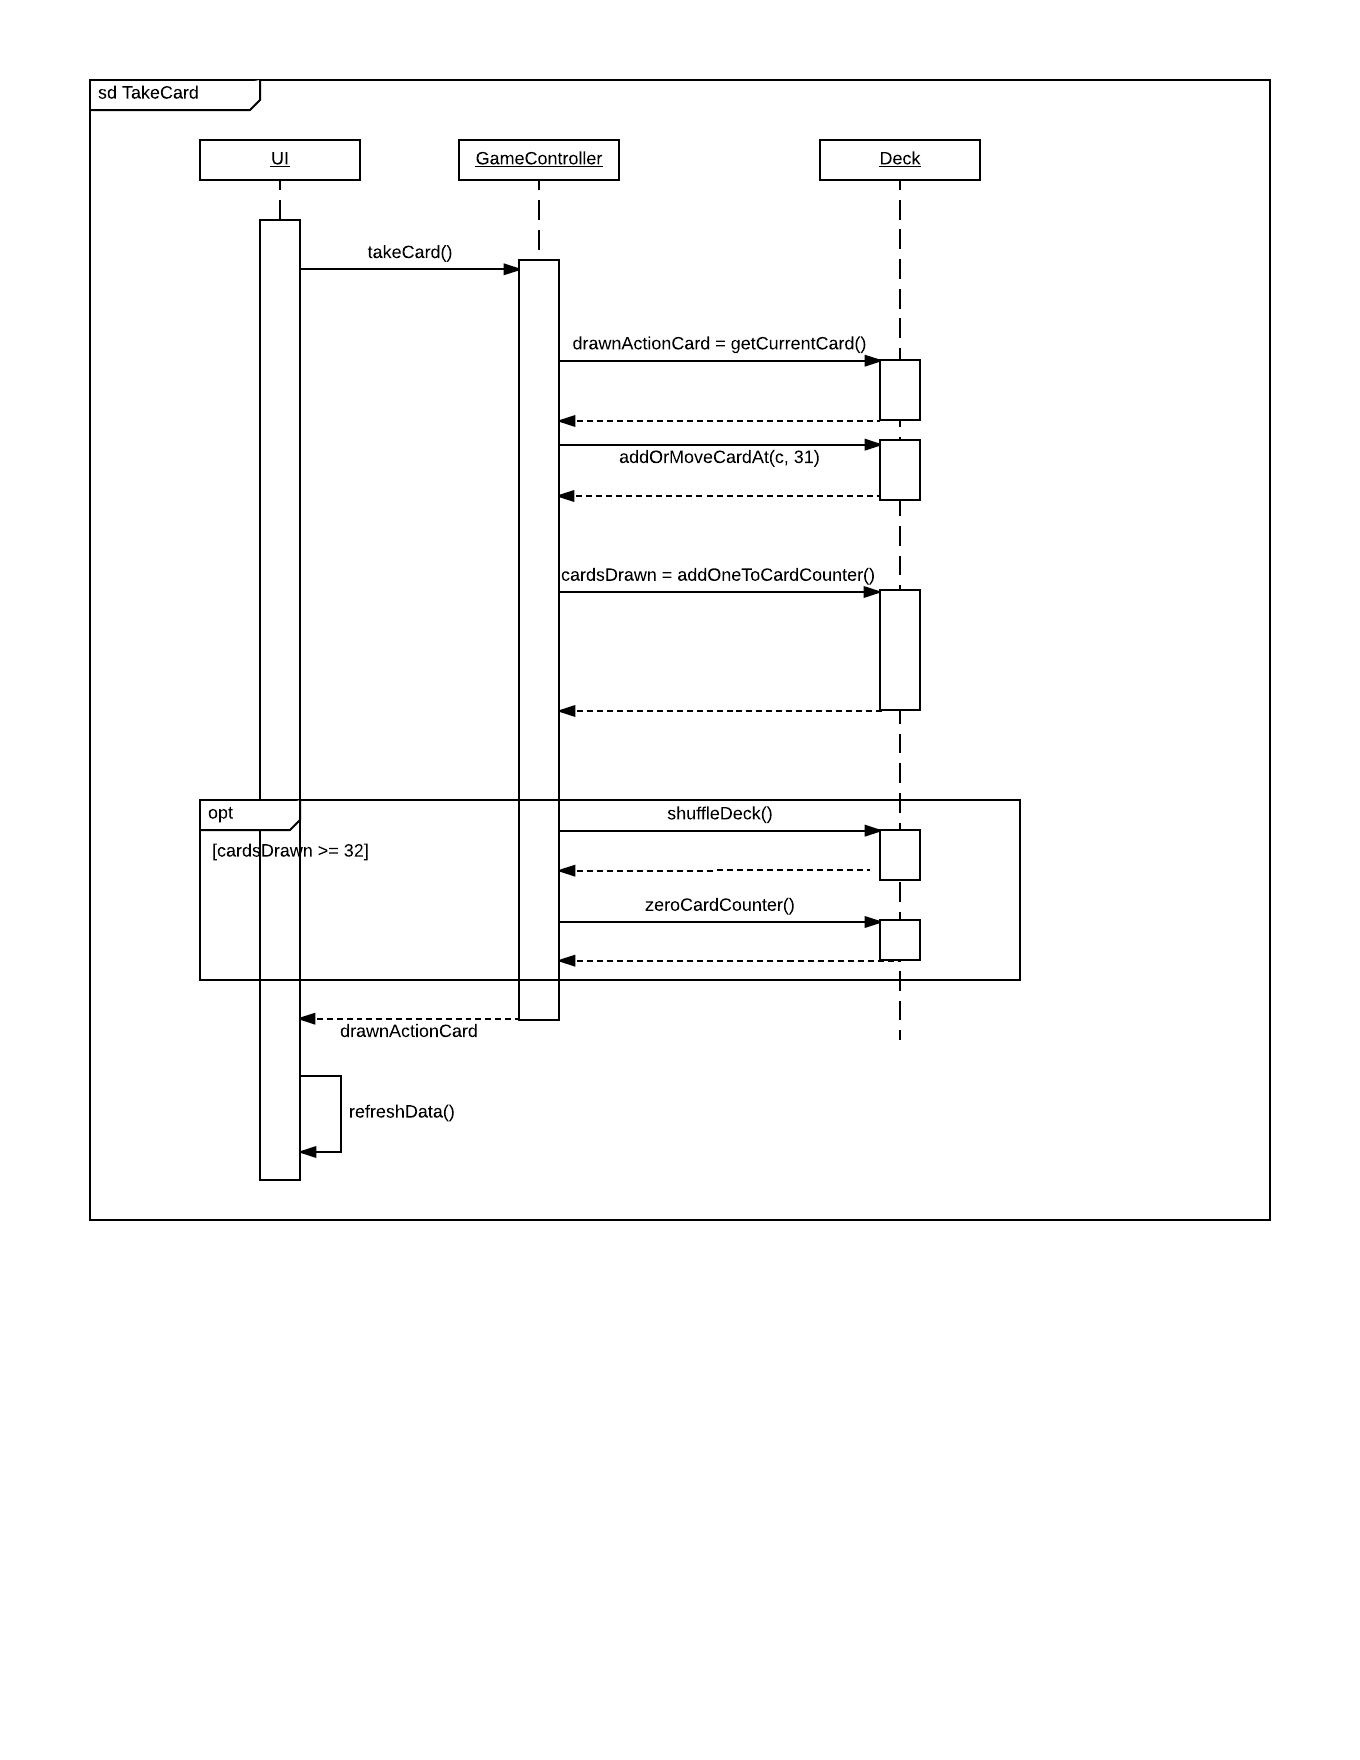 sd TakeCard
UI
GameController
Deck
takeCard()
drawnActionCard = getCurrentCard()
addOrMoveCardAt(c, 31)
cardsDrawn = addOneToCardCounter()
opt
shuffleDeck()
[cardsDrawn >= 32]
zeroCardCounter()
drawnActionCard
refreshData()